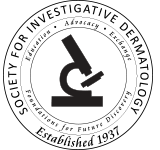 SOCIETY FOR INVESTIGATIVE DERMATOLOGY
Education • Advocacy • Exchange
Foundations for Future Discovery
Established 1937